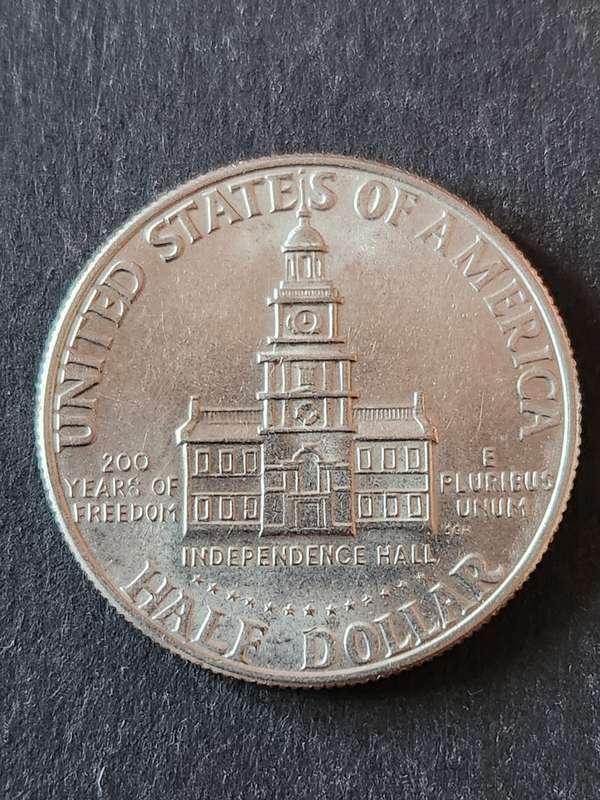 UNITED STATES OF AMERICA
200
YEARS OF
FREEDOM
E
PLURIBUS
UNUM
INDEPENDENCE HALL
HALF DOLLAR